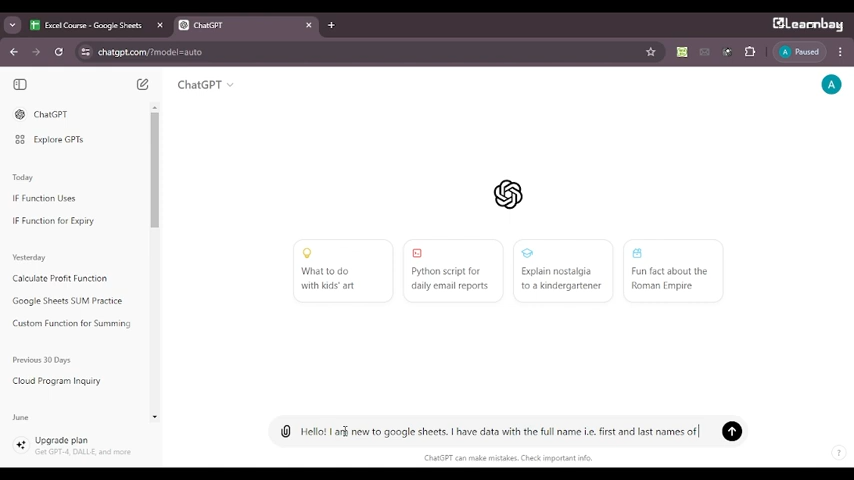 Excel Course - Google Sheets
ChatGPT
Learnbay
chatgpt.com/?model=auto
A Paused
ChatGPT
A
ChatGPT
Explore GPTs
Today
IF Function Uses
IF Function for Expiry
Yesterday
Calculate Profit Function
Google Sheets SUM Practice
Custom Function for Summing
Previous 30 Days
Cloud Program Inquiry
June
Upgrade plan
Get GPT-4, DALL·E, and more
What to do
with kids' art
Python script for
daily email reports
Explain nostalgia
to a kindergartener
Fun fact about the
Roman Empire
Hello! I am new to google sheets. I have data with the full name i.e. first and last names of
ChatGPT can make mistakes. Check important info.
?